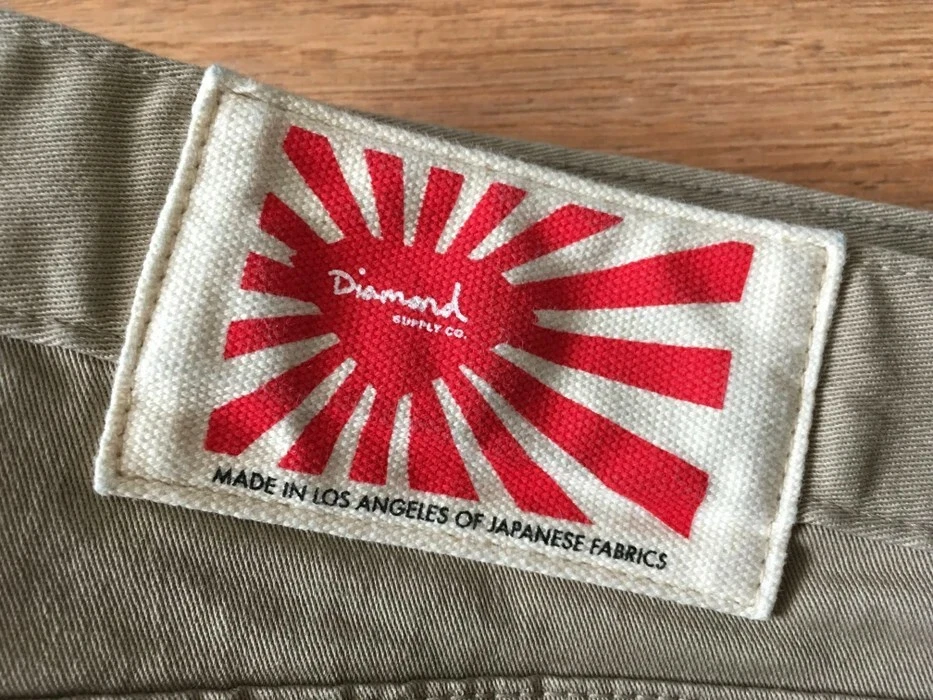 Diamond
SUPPLY CO.
MADE IN LOS ANGELES OF JAPANESE FABRICS